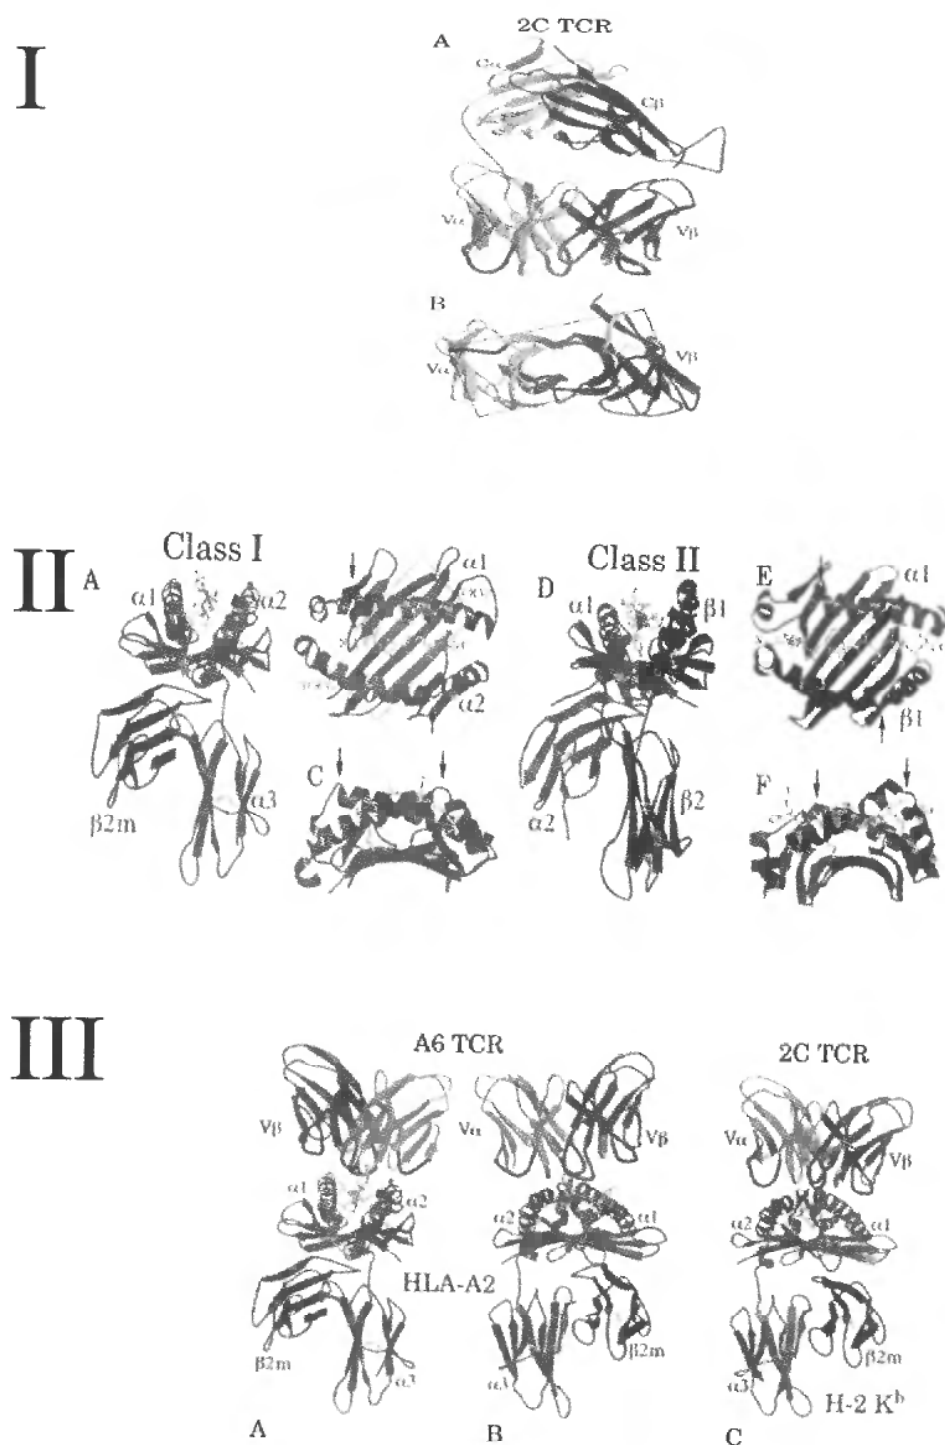 I
2C TCR
A
Cα
Cβ
Vα
Vβ
B
Vα
Vβ
II
Class I
A
α1
α2
β2m
α3
α1
α2
C
Class II
D
α1
β1
α2
β2
E
α1
β1
F
III
A6 TCR
2C TCR
Vβ
Vα
Vβ
Vα
Vβ
α1
α2
α2
α1
α2
α1
HLA-A2
β2m
α3
α3
β2m
α3
β2m
H-2 Kᵇ
A
B
C